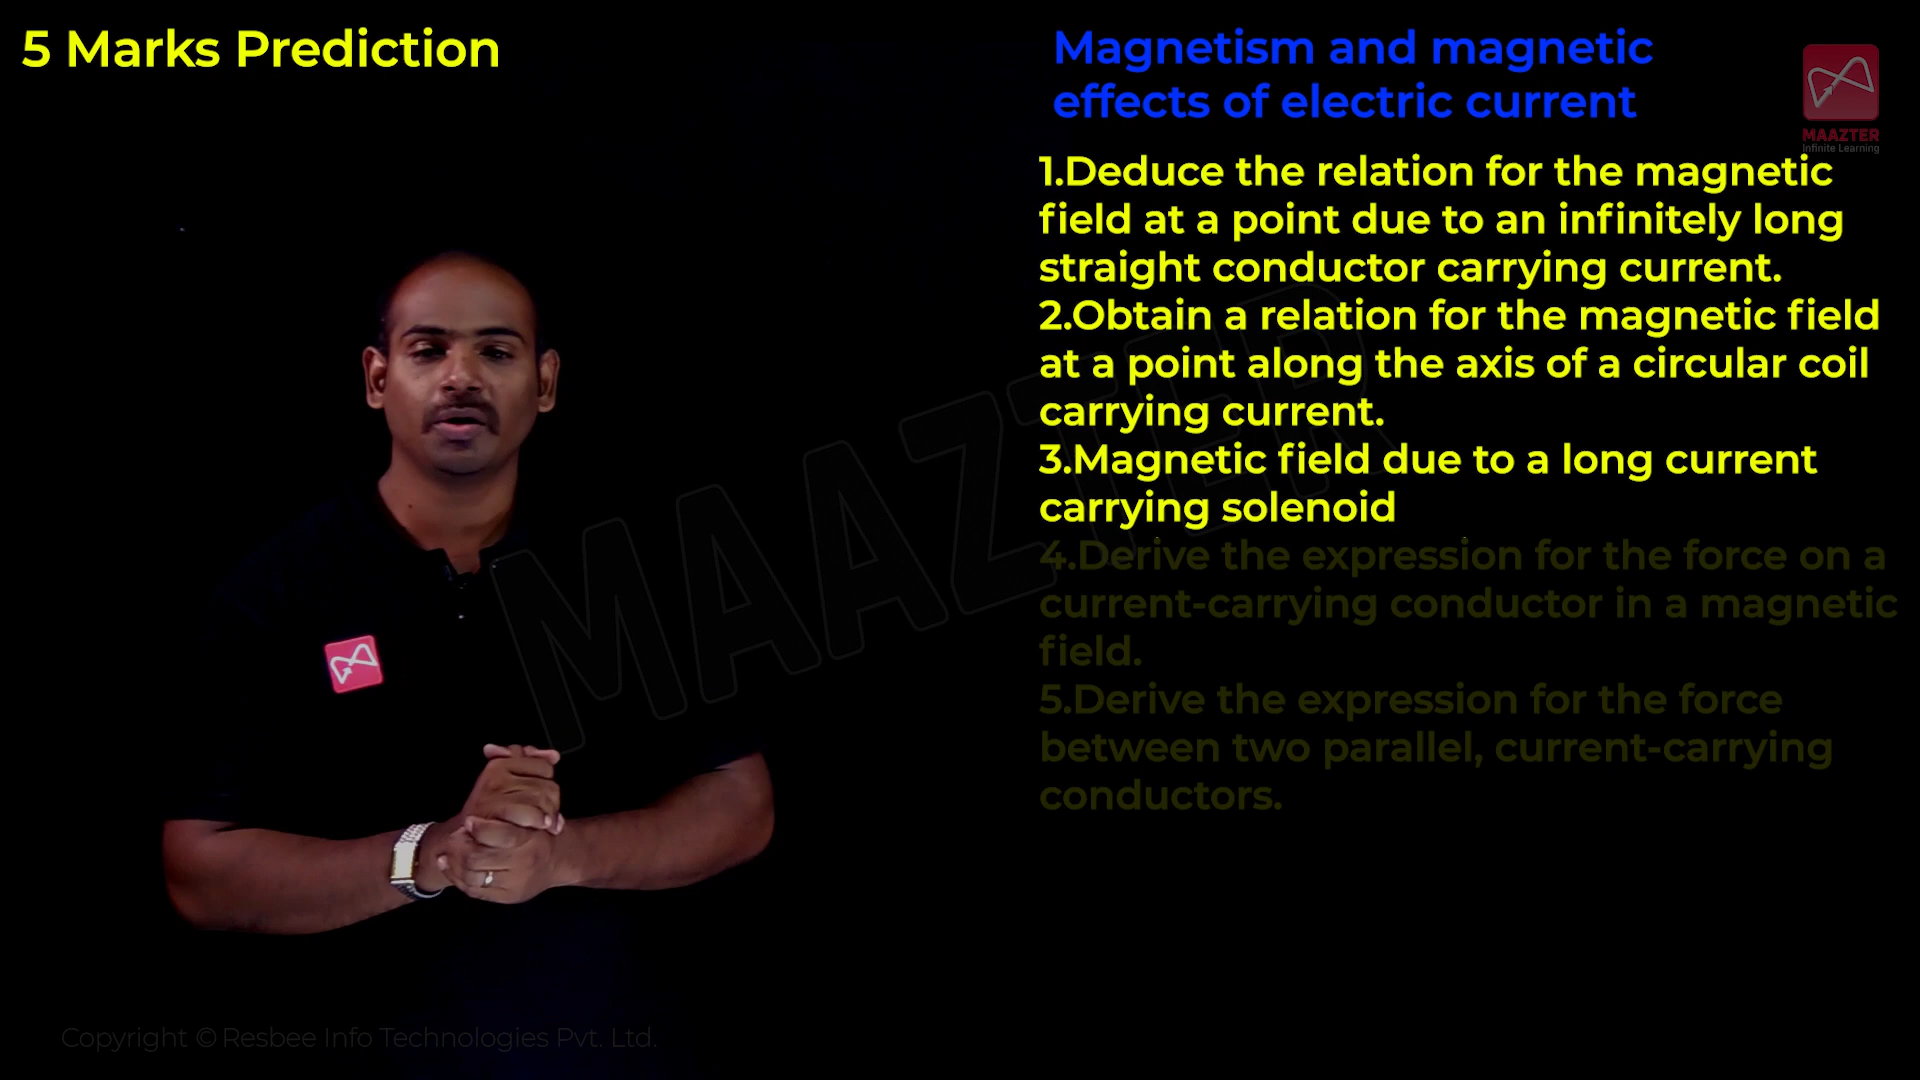 5 Marks Prediction
Magnetism and magnetic
effects of electric current
MAAZTER
Infinite Learning
1.Deduce the relation for the magnetic
field at a point due to an infinitely long
straight conductor carrying current.
2.Obtain a relation for the magnetic field
at a point along the axis of a circular coil
carrying current.
3.Magnetic field due to a long current
carrying solenoid
4.Derive the expression for the force on a
current-carrying conductor in a magnetic
field.
5.Derive the expression for the force
between two parallel, current-carrying
conductors.
MAAZTER
Copyright © Resbee Info Technologies Pvt. Ltd.